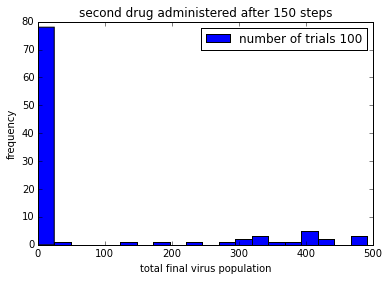 second drug administered after 150 steps
number of trials 100
80
70
60
50
40
30
20
10
0
frequency
0 100 200 300 400 500
total final virus population